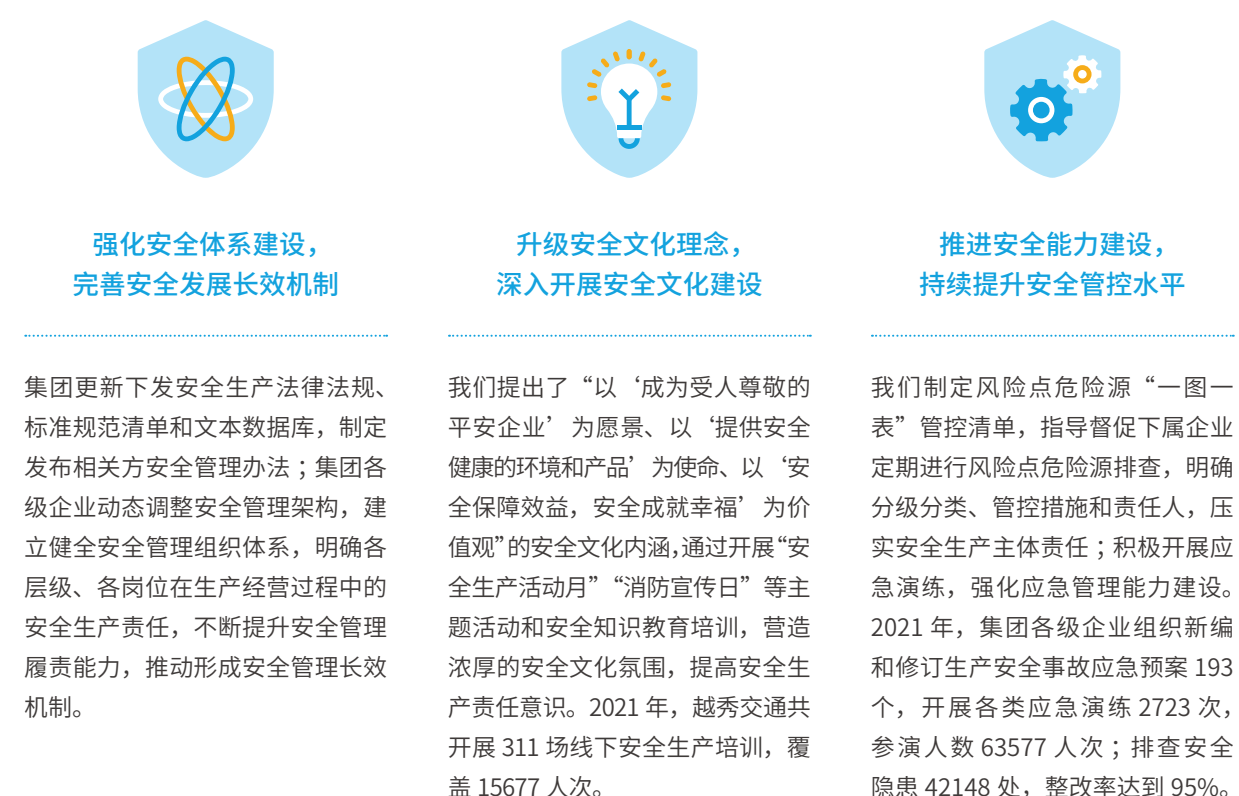 强化安全体系建设，
完善安全发展长效机制
集团更新下发安全生产法律法规、
标准规范清单和文本数据库，制定
发布相关方安全管理办法；集团各
级企业动态调整安全管理架构，建
立健全安全管理组织体系，明确各
层级、各岗位在生产经营过程中的
安全生产责任，不断提升安全管理
履责能力，推动形成安全管理长效
机制。
升级安全文化理念，
深入开展安全文化建设
我们提出了“以‘成为受人尊敬的
平安企业’为愿景、以‘提供安全
健康的环境和产品’为使命、以‘安
全保障效益，安全成就幸福’为价
值观”的安全文化内涵，通过开展“安
全生产活动月”“消防宣传日”等主
题活动和安全知识教育培训，营造
浓厚的安全文化氛围，提高安全生
产责任意识。2021 年，越秀交通共
开展 311 场线下安全生产培训，覆
盖 15677 人次。
推进安全能力建设，
持续提升安全管控水平
我们制定风险点危险源“一图一
表”管控清单，指导督促下属企业
定期进行风险点危险源排查，明确
分级分类、管控措施和责任人，压
实安全生产主体责任；积极开展应
急演练，强化应急管理能力建设。
2021 年，集团各级企业组织新编
和修订生产安全事故应急预案 193
个，开展各类应急演练 2723 次，
参演人数 63577 人次；排查安全
隐患 42148 处，整改率达到 95%。